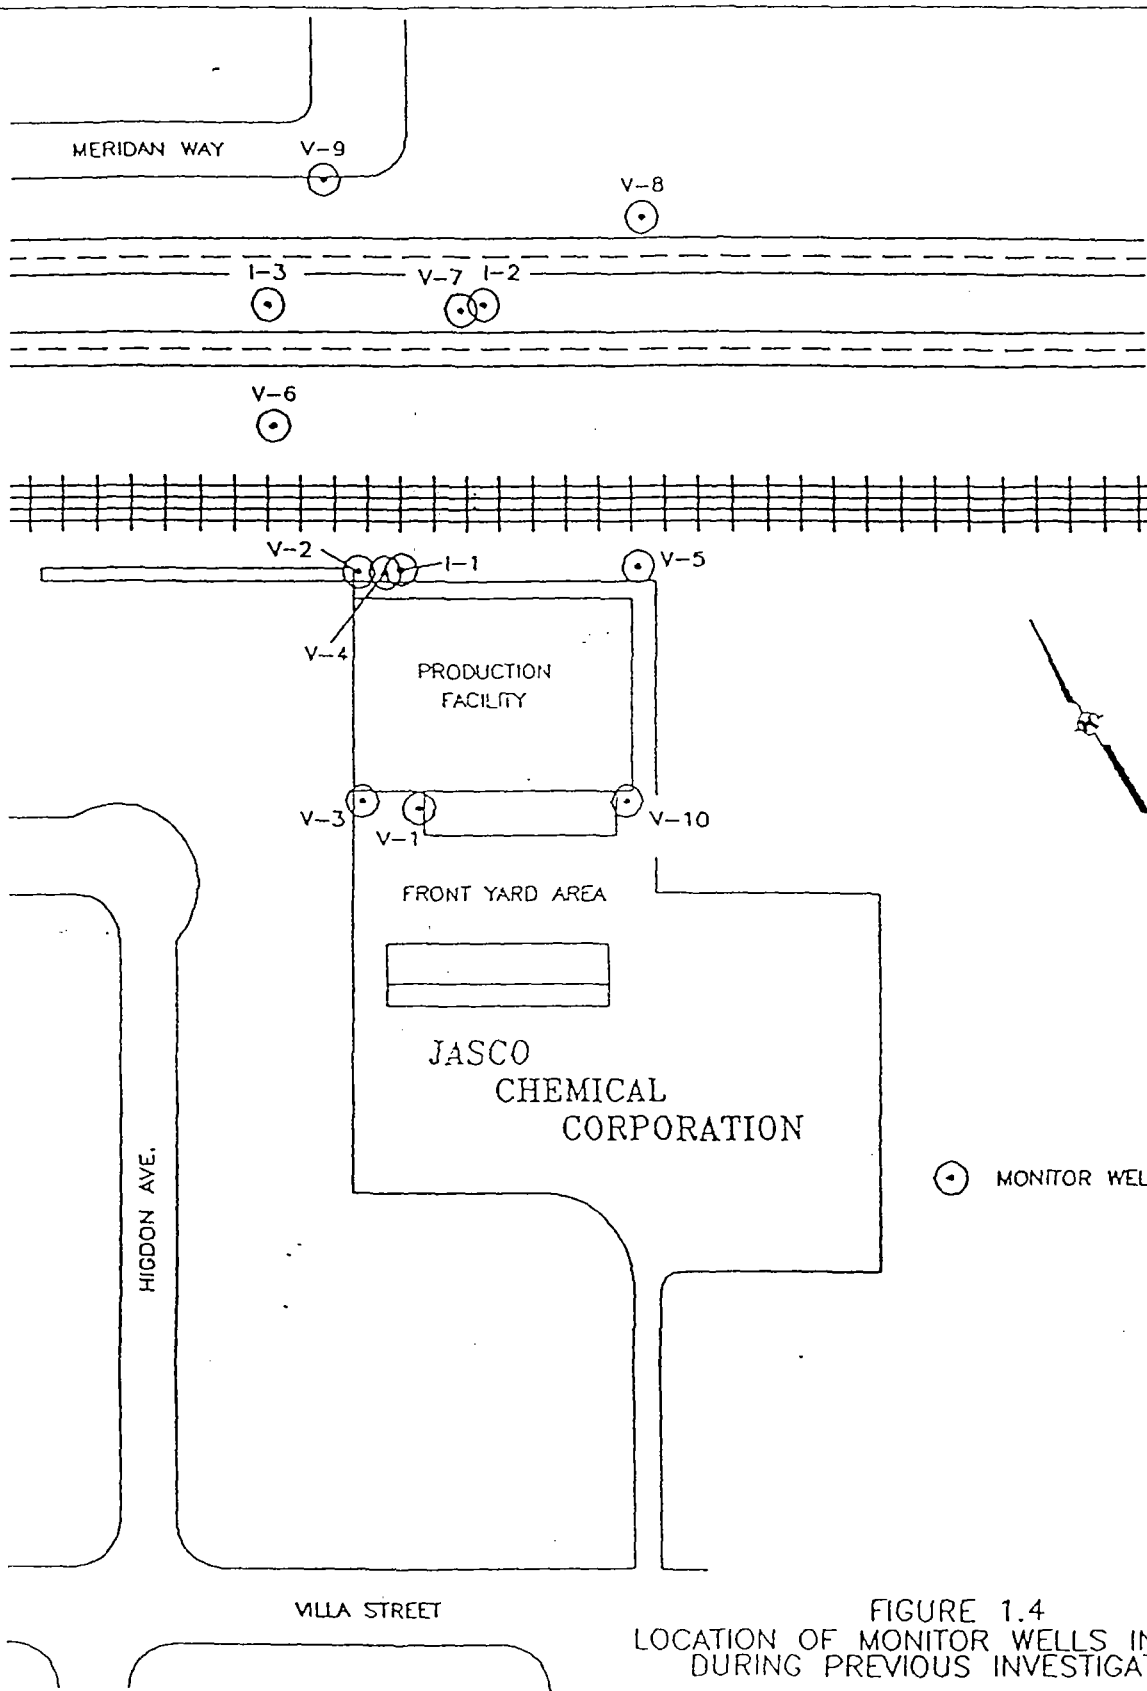 MERIDAN WAY
V-9
V-8
I-3
V-7
I-2
V-6
V-2
I-1
V-5
V-4
PRODUCTION
FACILITY
V-3
V-1
V-10
FRONT YARD AREA
JASCO
CHEMICAL
CORPORATION
HIGDON AVE.
MONITOR WEL
VILLA STREET
FIGURE 1.4
LOCATION OF MONITOR WELLS IN
DURING PREVIOUS INVESTIGAT